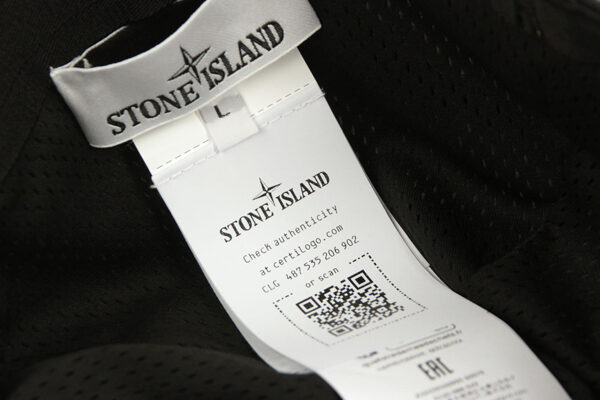 STONE ISLAND
L
STONE ISLAND
Check authenticity
at certilogo.com
CLG 487 535 206 902
or scan
EAC